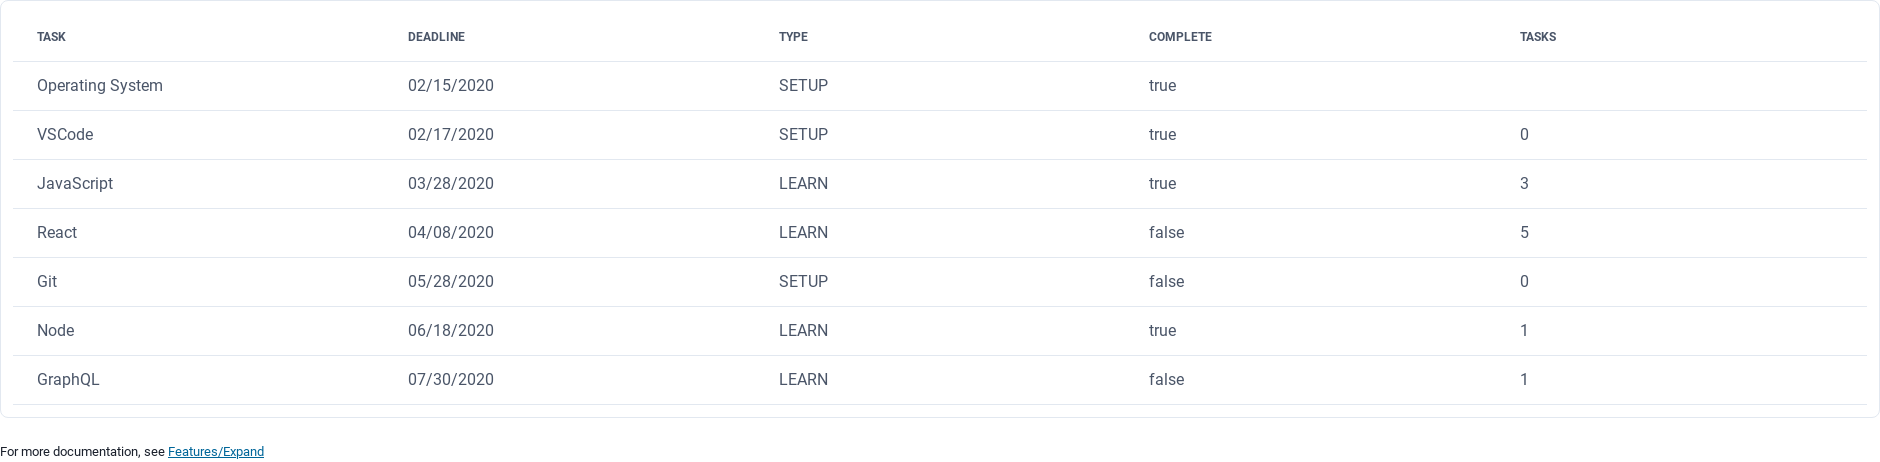 TASK DEADLINE TYPE COMPLETE TASKS
Operating System 02/15/2020 SETUP true
VSCode 02/17/2020 SETUP true 0
JavaScript 03/28/2020 LEARN true 3
React 04/08/2020 LEARN false 5
Git 05/28/2020 SETUP false 0
Node 06/18/2020 LEARN true 1
GraphQL 07/30/2020 LEARN false 1
For more documentation, see Features/Expand